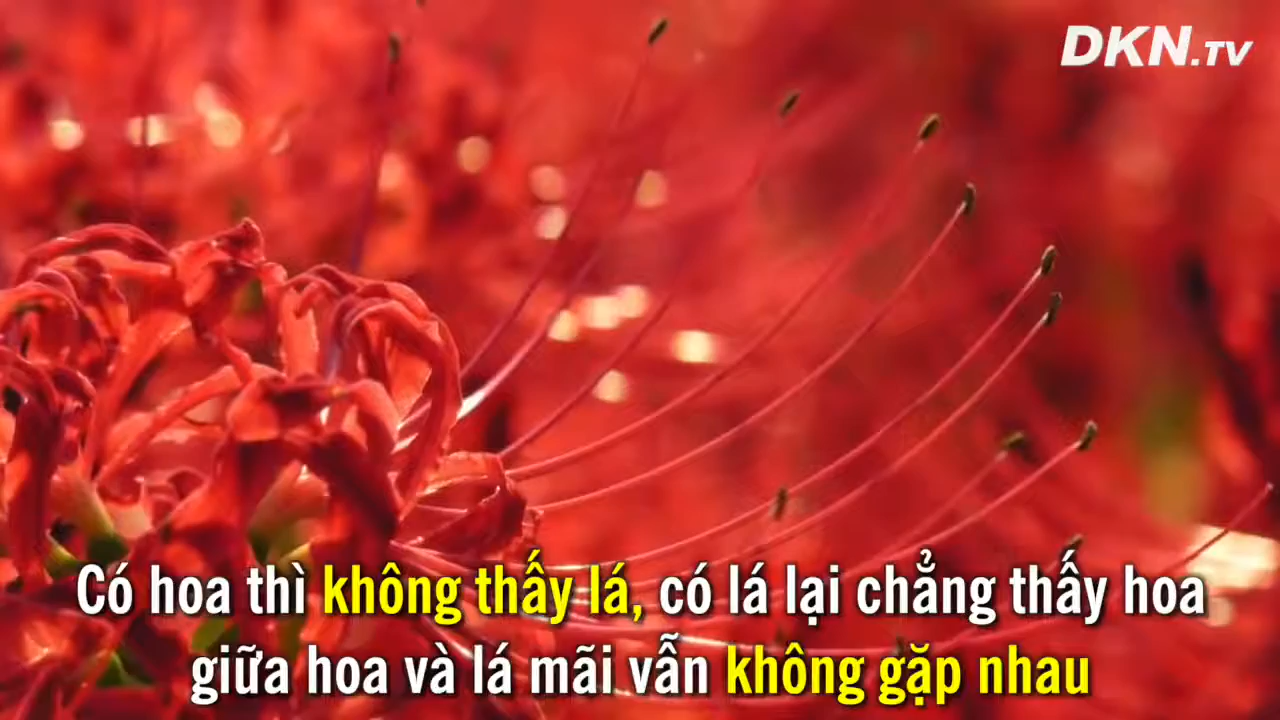 DKN.TV
Có hoa thì không thấy lá, có lá lại chẳng thấy hoa
giữa hoa và lá mãi vẫn không gặp nhau